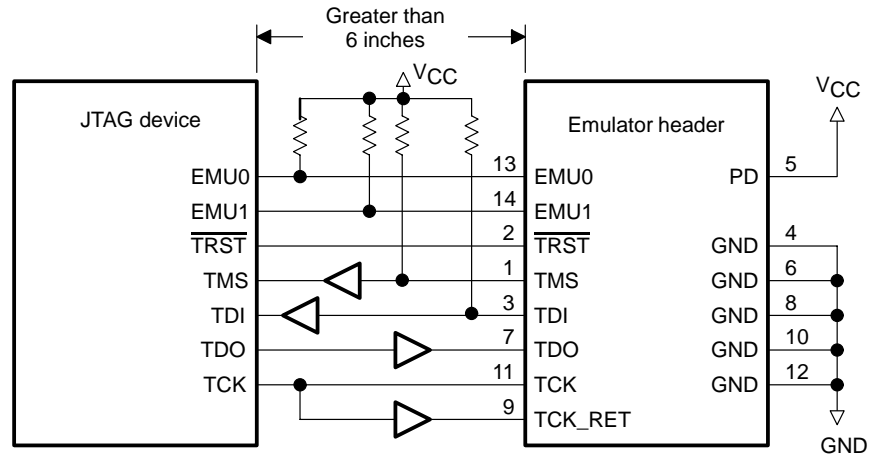 Greater than
6 inches
VCC
VCC
JTAG device
Emulator header
EMU0 13 EMU0 PD 5
EMU1 14 EMU1
TRST 2 TRST GND 4
TMS 1 TMS GND 6
TDI 3 TDI GND 8
TDO 7 TDO GND 10
TCK 11 TCK GND 12
9 TCK_RET
GND